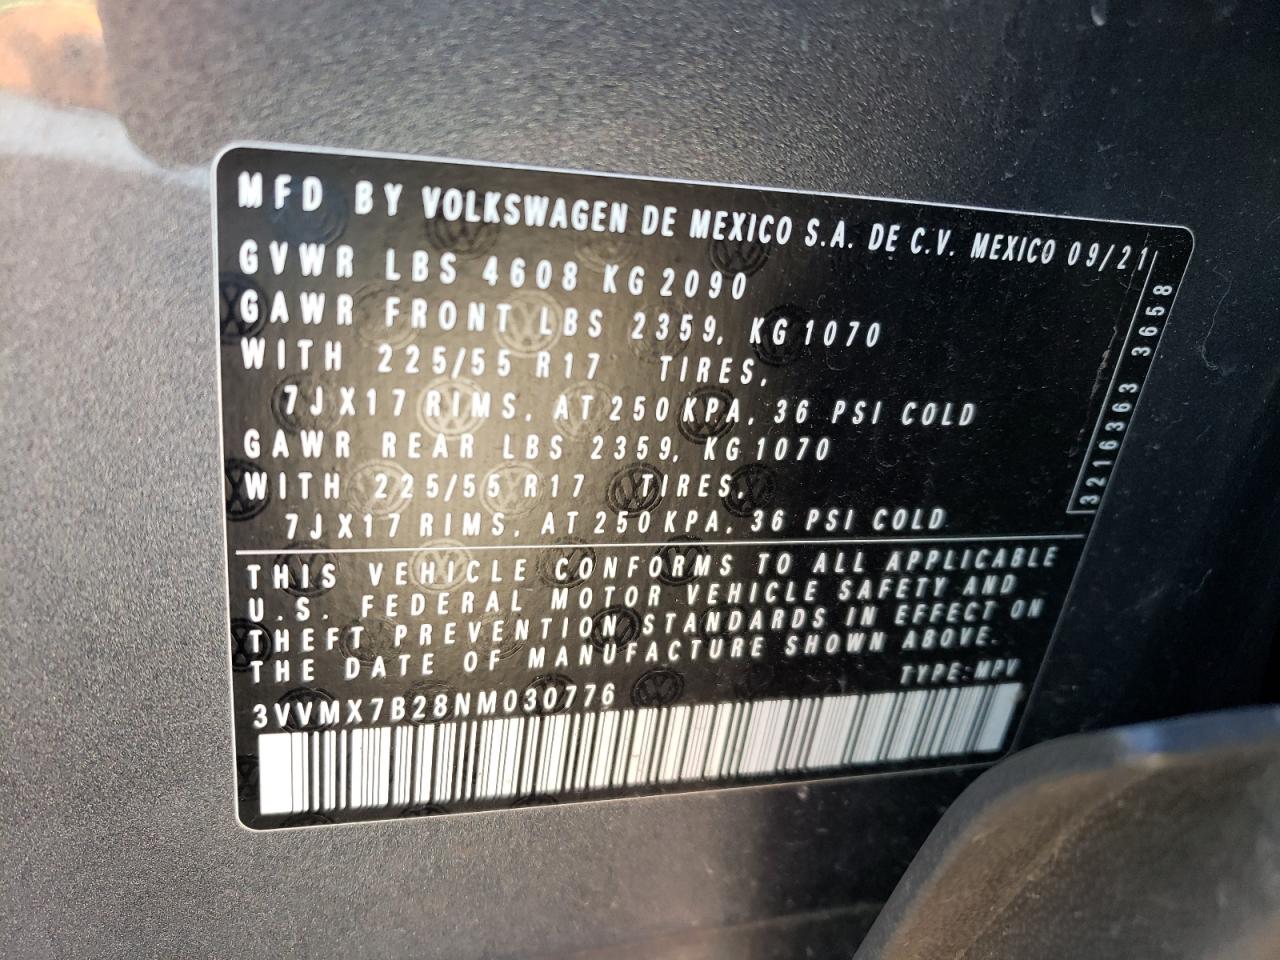 MFD BY VOLKSWAGEN DE MEXICO S.A. DE C.V. MEXICO 09/21
GVWR LBS 4608 KG 2090
GAWR FRONT LBS 2359, KG 1070
WITH 225/55 R17 TIRES,
7JX17 RIMS, AT 250 KPA, 36 PSI COLD
GAWR REAR LBS 2359, KG 1070
WITH 225/55 R17 TIRES,
7JX17 RIMS, AT 250 KPA, 36 PSI COLD
THIS VEHICLE CONFORMS TO ALL APPLICABLE
U.S. FEDERAL MOTOR VEHICLE SAFETY AND
THEFT PREVENTION STANDARDS IN EFFECT ON
THE DATE OF MANUFACTURE SHOWN ABOVE.
TYPE: MPV
3VVMX7B28NM030776
3216363 3658